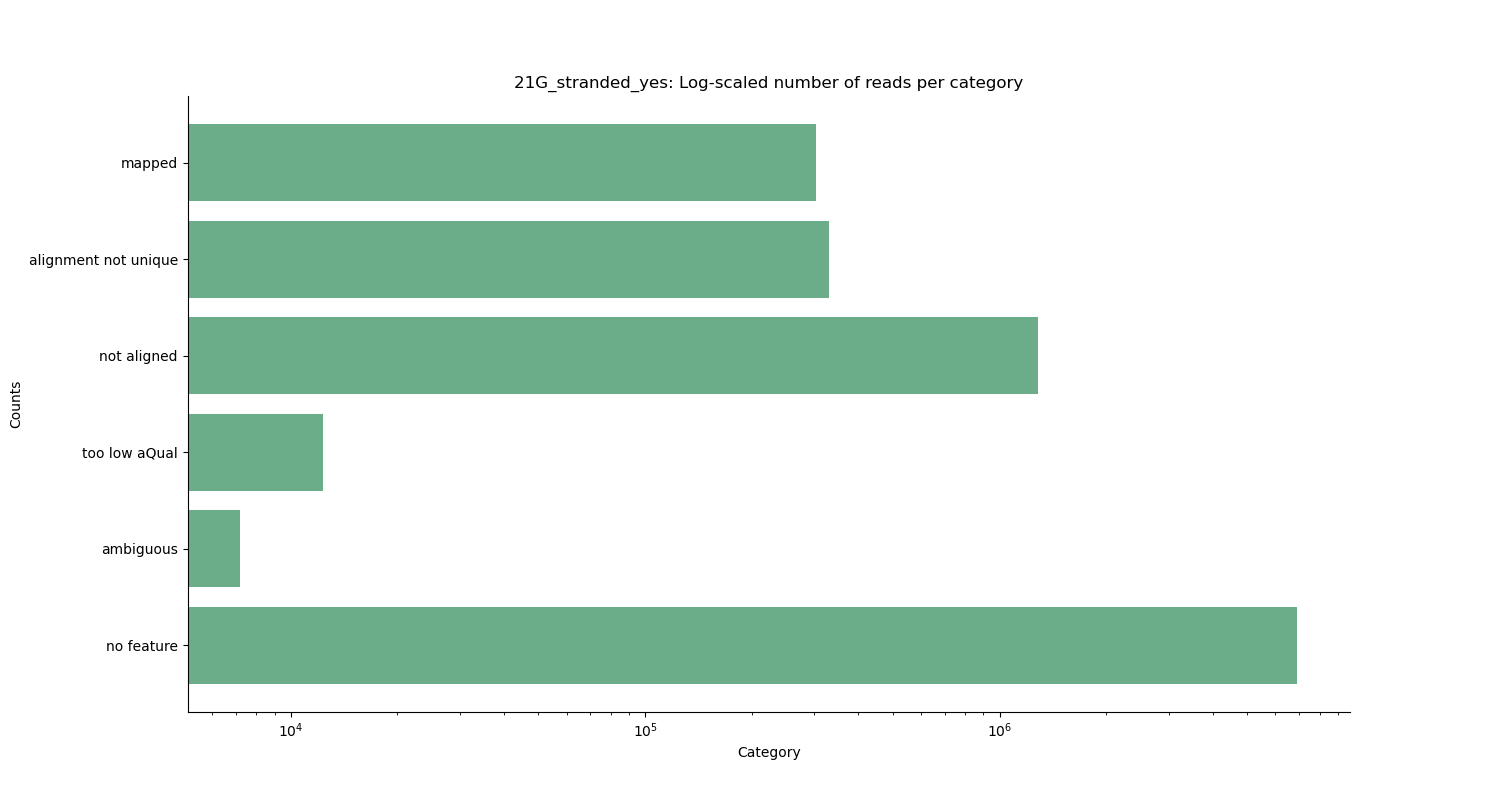 21G_stranded_yes: Log-scaled number of reads per category
mapped
alignment not unique
not aligned
too low aQual
ambiguous
no feature
Counts
10⁴ 10⁵ 10⁶
Category